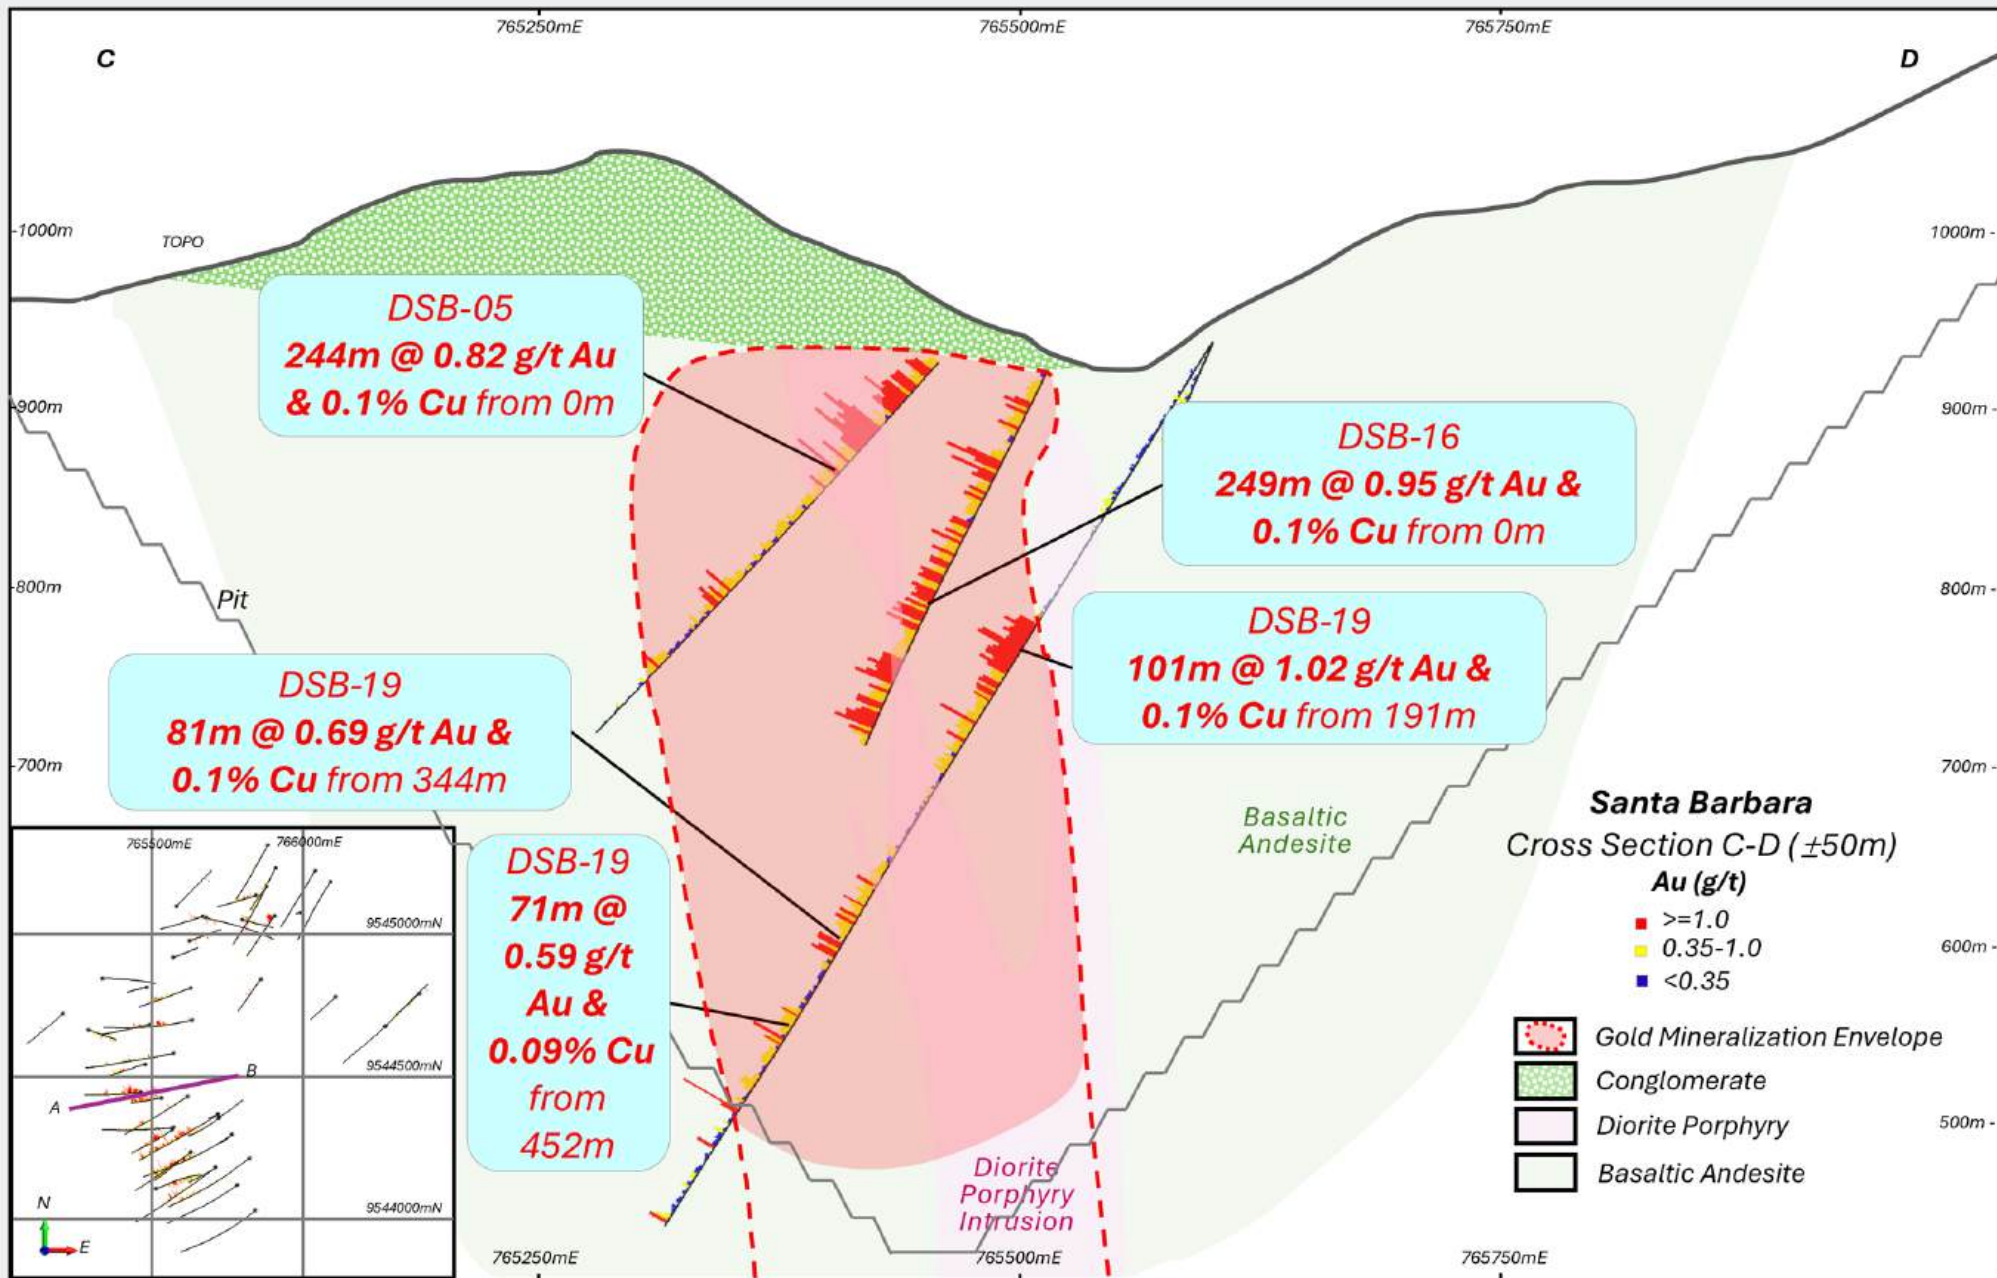 765250mE
765500mE
765750mE
C
D
1000m
TOPO
1000m
DSB-05
244m @ 0.82 g/t Au
& 0.1% Cu from 0m
900m
900m
DSB-16
249m @ 0.95 g/t Au &
0.1% Cu from 0m
800m
800m
Pit
DSB-19
101m @ 1.02 g/t Au &
0.1% Cu from 191m
DSB-19
81m @ 0.69 g/t Au &
0.1% Cu from 344m
700m
700m
DSB-19
71m @
0.59 g/t
Au &
0.09% Cu
from
452m
Basaltic
Andesite
Santa Barbara
Cross Section C-D (±50m)
Au (g/t)
>=1.0
0.35-1.0
<0.35
600m
Gold Mineralization Envelope
Conglomerate
Diorite Porphyry
Basaltic Andesite
500m
Diorite
Porphyry
Intrusion
765500mE
766000mE
9545000mN
9544500mN
B
A
9544000mN
N
E
765250mE
765500mE
765750mE